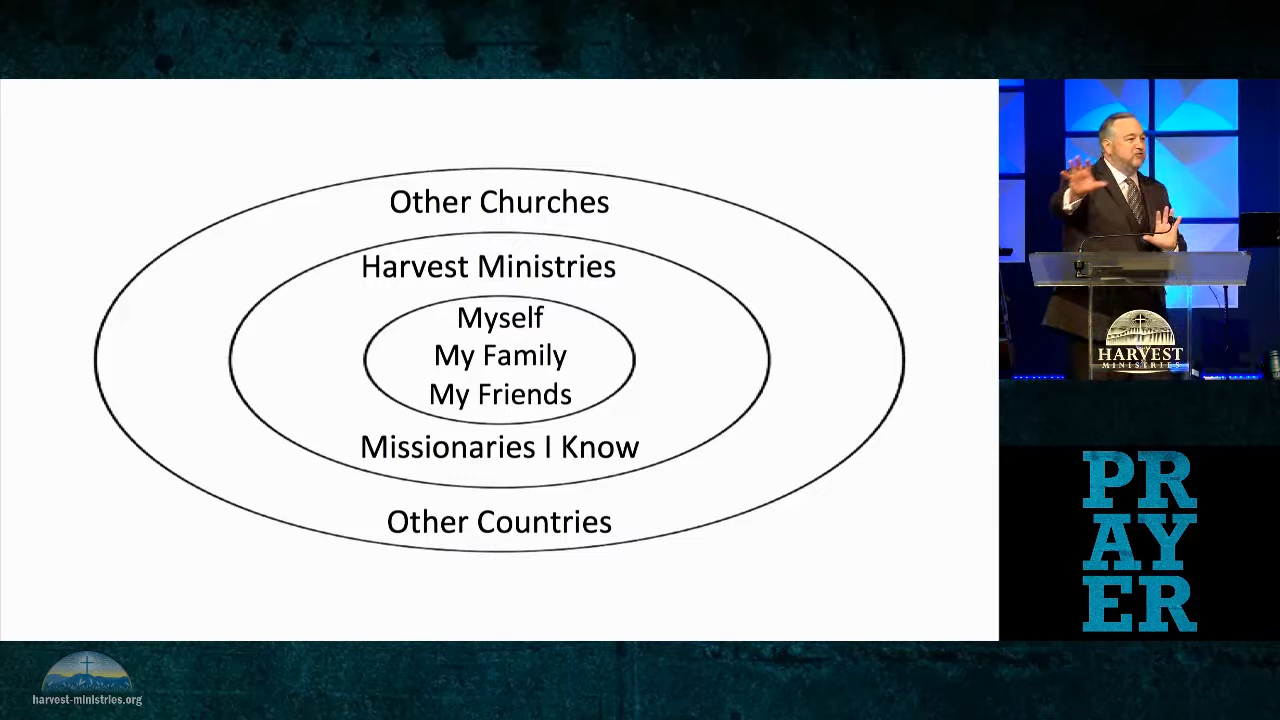 Other Churches
Harvest Ministries
Myself
My Family
My Friends
Missionaries I Know
Other Countries
HARVEST
MINISTRIES
PR
AY
ER
harvest-ministries.org